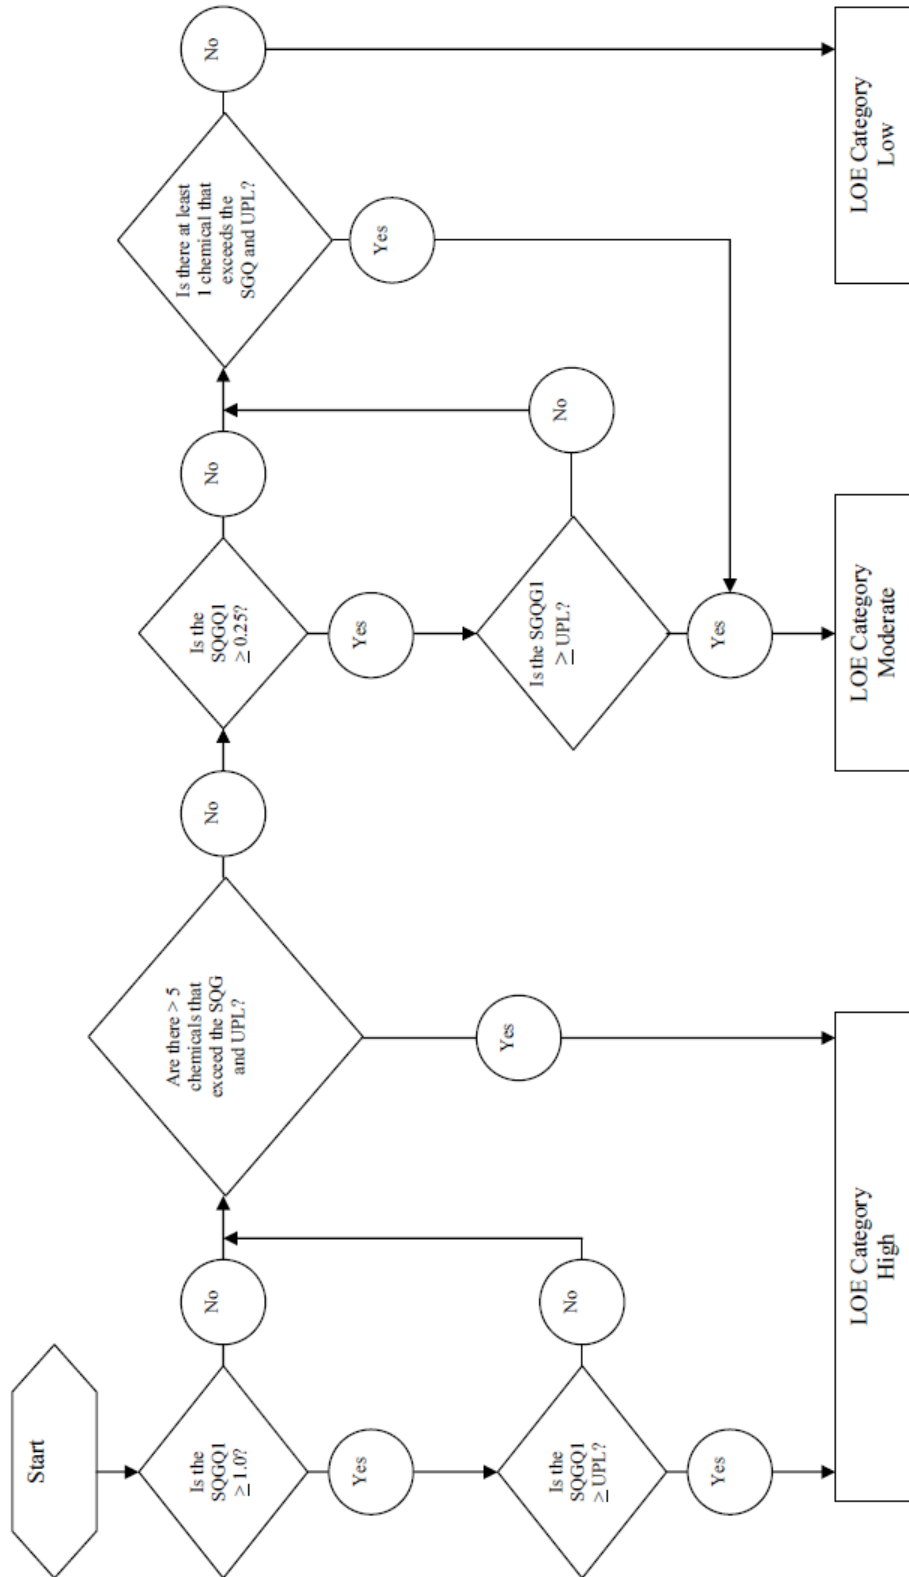 Start
Is the
SQGQ1
≥ 1.0?
No
Yes
Is the
SQGQ1
≥ UPL?
No
Yes
Are there > 5
chemicals that
exceed the SQG
and UPL?
No
Yes
LOE Category
High
Is the
SQGQ1
≥ 0.25?
No
Yes
Is the SGQG1
≥ UPL?
No
Yes
LOE Category
Moderate
Is there at least
1 chemical that
exceeds the
SGQ and UPL?
No
Yes
LOE Category
Low